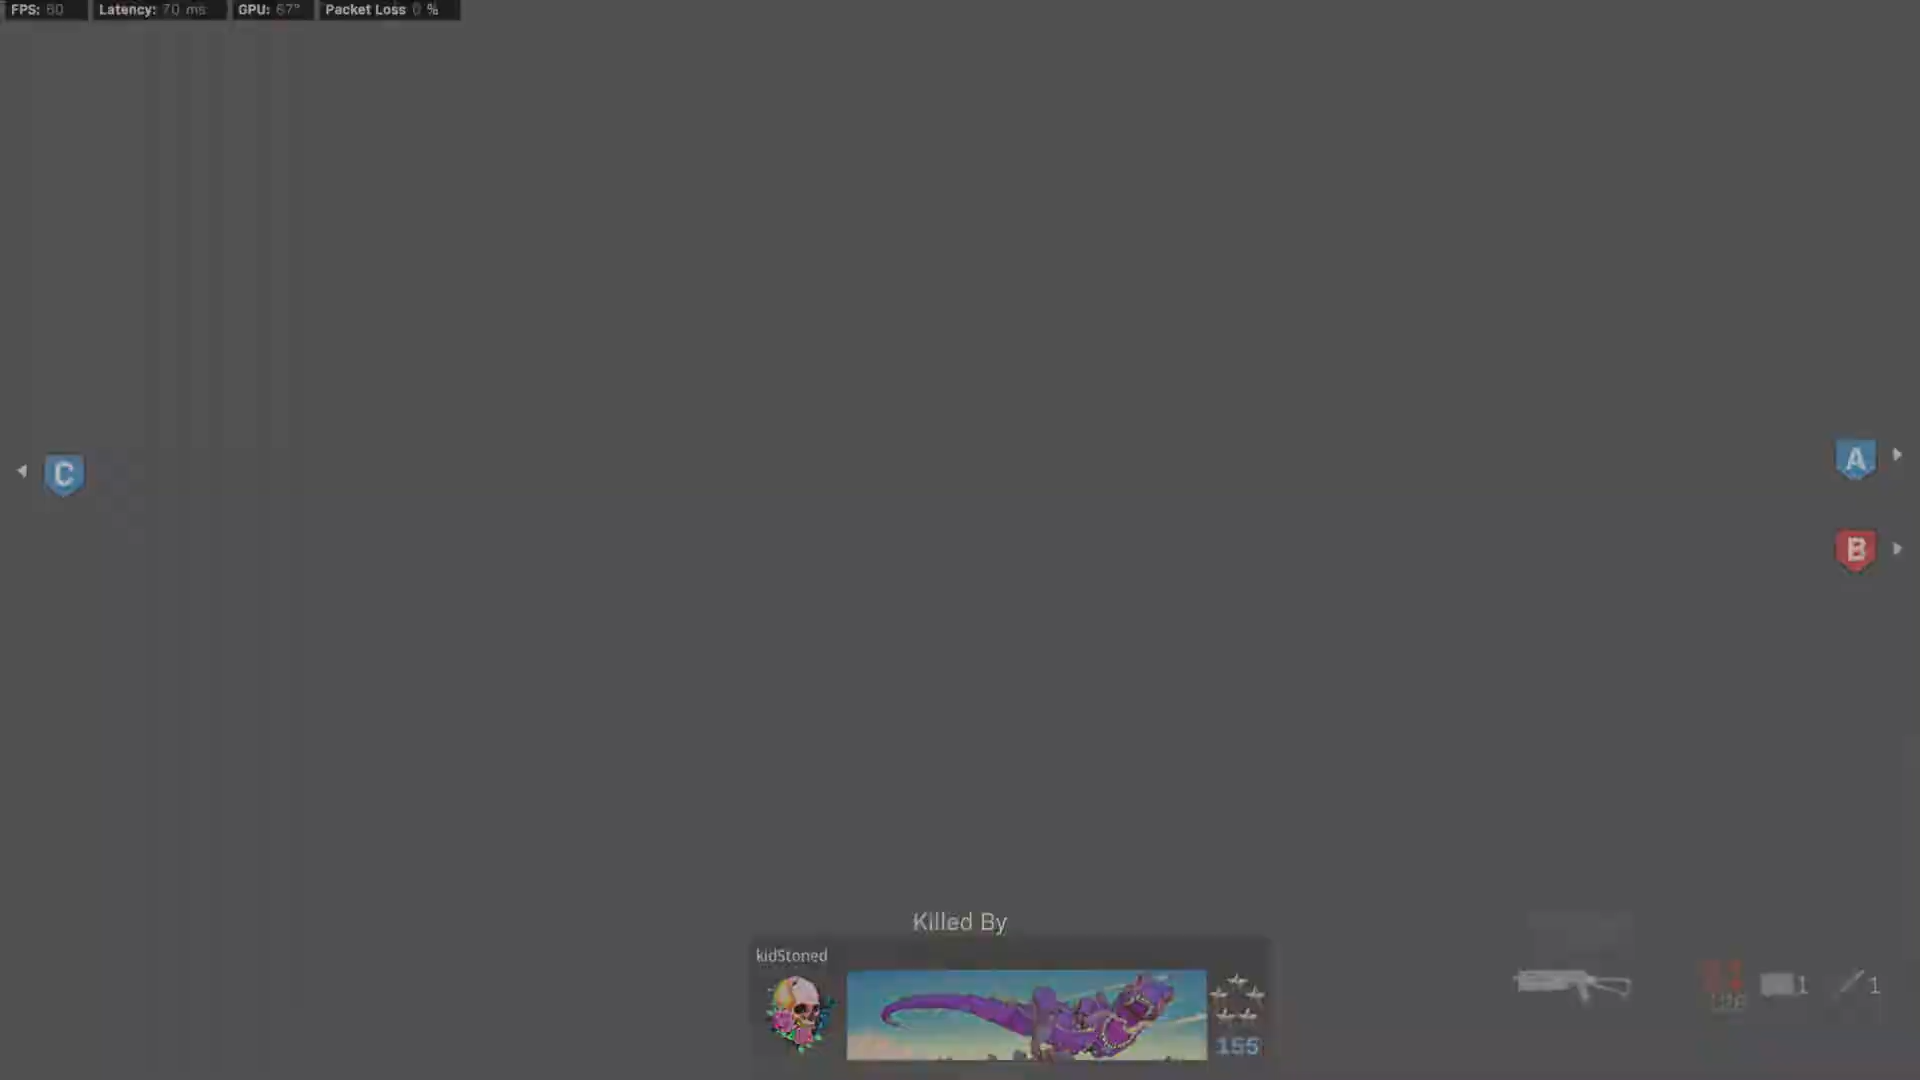 FPS: 60 Latency: 70 ms GPU: 67° Packet Loss 0 %
C
A
B
Killed By
kidStoned
155
1 1